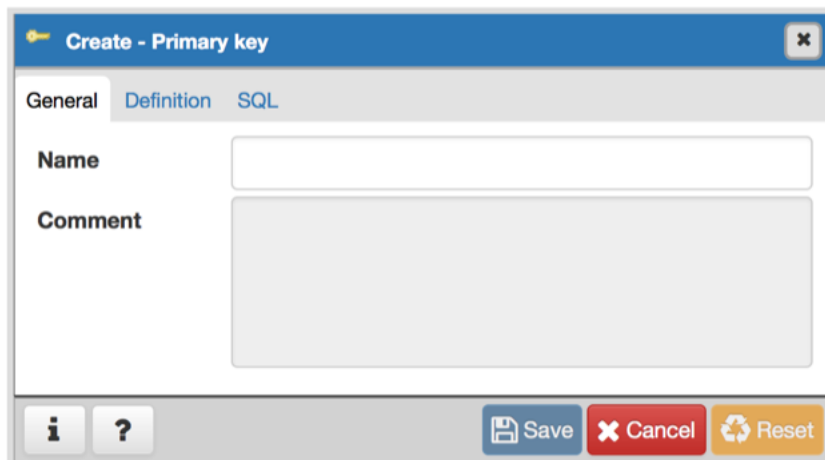 Create - Primary key
General Definition SQL
Name
Comment
i ? Save Cancel Reset